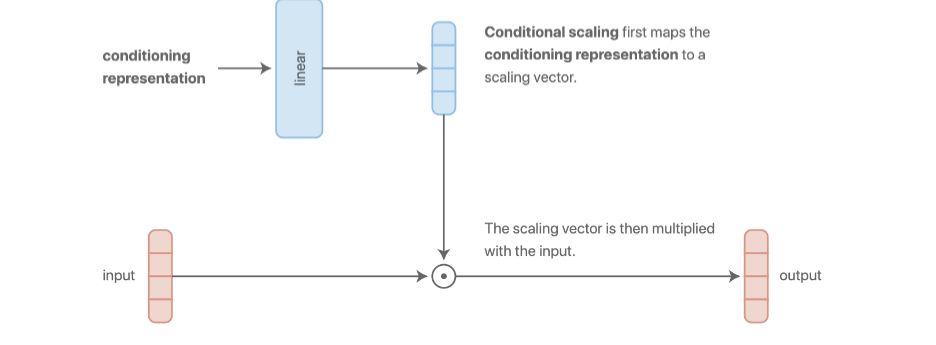 conditioning
representation
linear
Conditional scaling first maps the
conditioning representation to a
scaling vector.
The scaling vector is then multiplied
with the input.
input
output